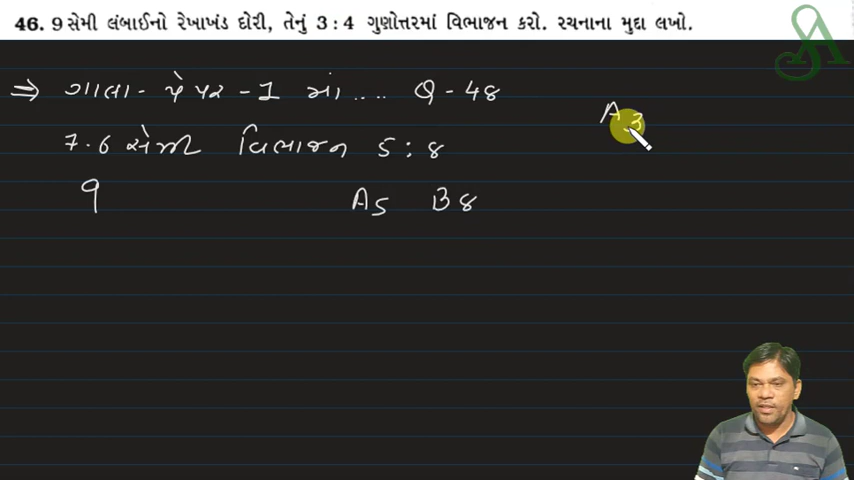 46. 9 સેમી લંબાઈનો રેખાખંડ દોરી, તેનું 3 : 4 ગુણોત્તરમાં વિભાજન કરો. રચનાના મુદ્દા લખો.
⇒ ગાલા - પેપર - 1 માં .... Q - 48
7.6 સેમી વિભાજન 5 : 8
9 A5 B8
A3